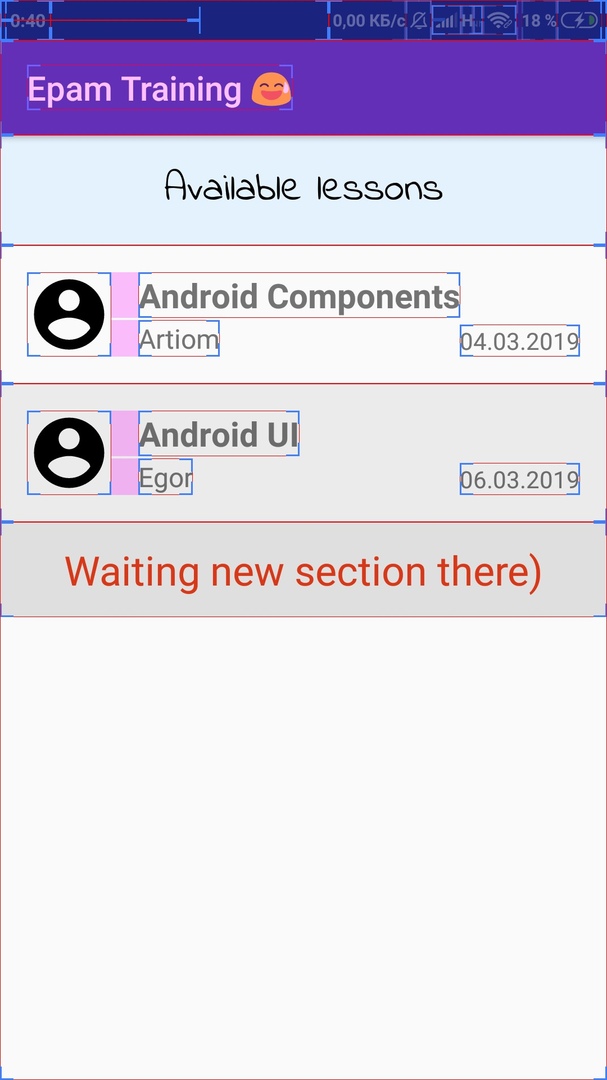 0:40 0,00 КБ/с H 18 %
Epam Training 😅
Available lessons
Android Components
Artiom
04.03.2019
Android UI
Egor
06.03.2019
Waiting new section there)